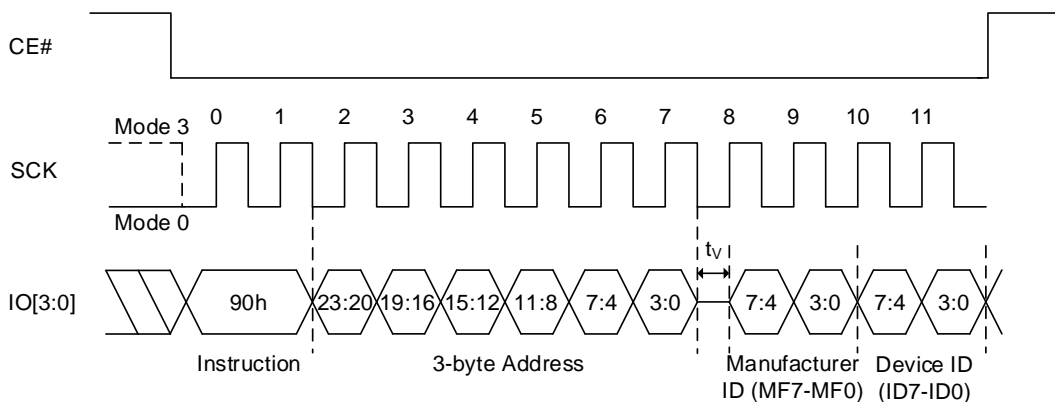 CE#
0 1 2 3 4 5 6 7 8 9 10 11
Mode 3
SCK
Mode 0
tV
IO[3:0]
90h 23:20 19:16 15:12 11:8 7:4 3:0 7:4 3:0 7:4 3:0
Instruction 3-byte Address Manufacturer Device ID
ID (MF7-MF0) (ID7-ID0)